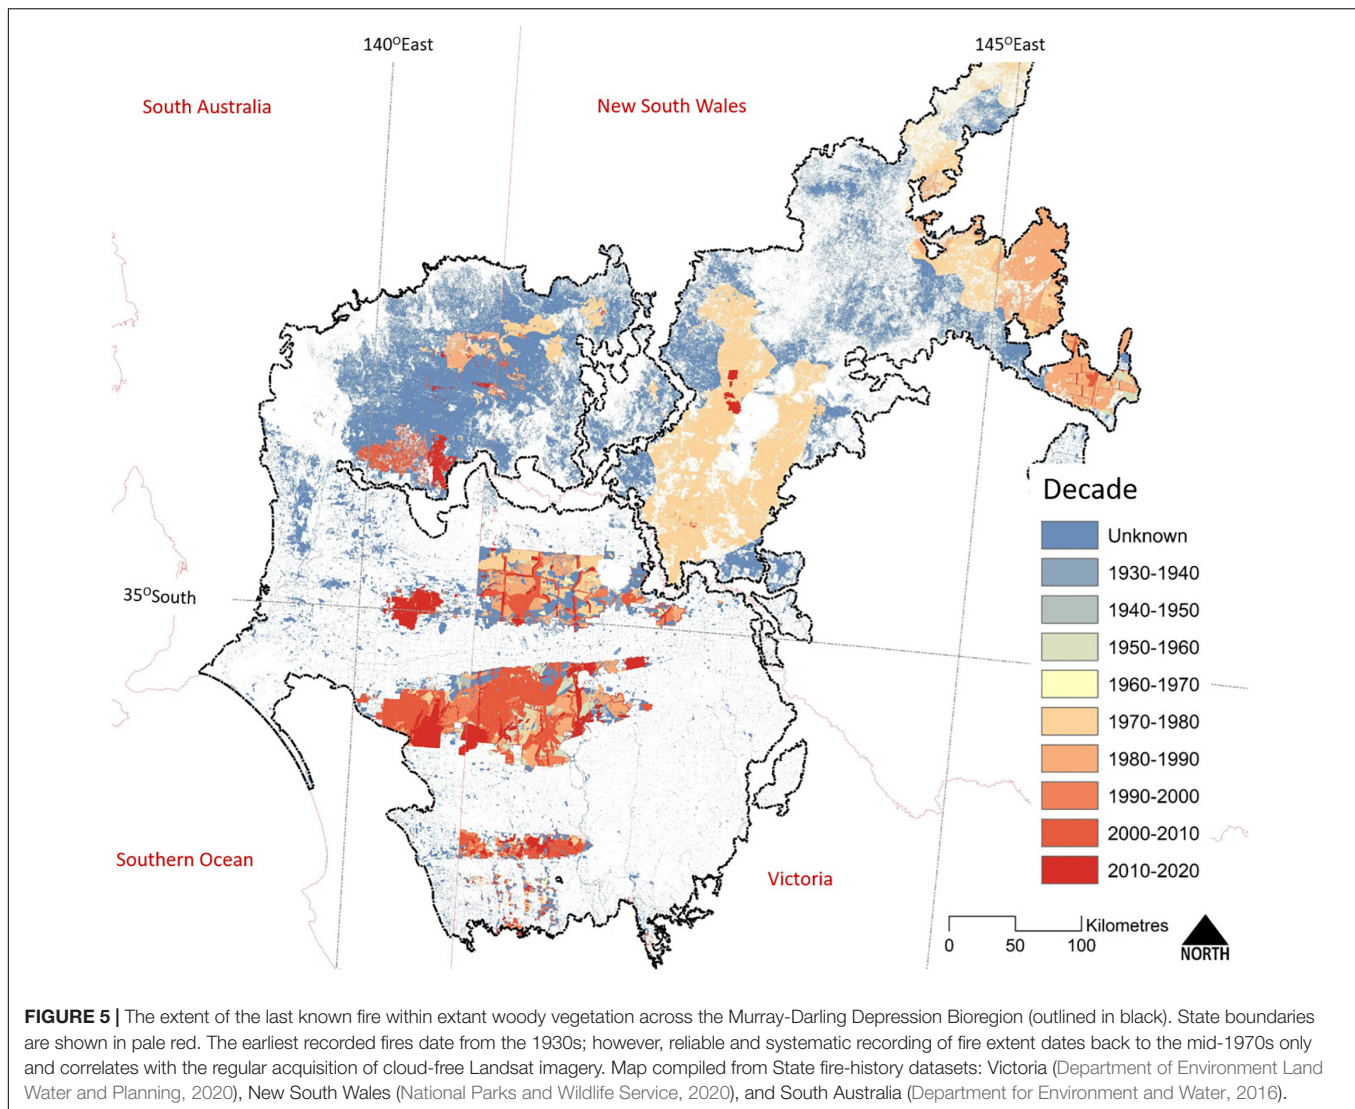 140⁰East
145⁰East
South Australia
New South Wales
35⁰South
Southern Ocean
Victoria
Decade
Unknown
1930-1940
1940-1950
1950-1960
1960-1970
1970-1980
1980-1990
1990-2000
2000-2010
2010-2020
Kilometres
0 50 100
NORTH
FIGURE 5 | The extent of the last known fire within extant woody vegetation across the Murray-Darling Depression Bioregion (outlined in black). State boundaries
are shown in pale red. The earliest recorded fires date from the 1930s; however, reliable and systematic recording of fire extent dates back to the mid-1970s only
and correlates with the regular acquisition of cloud-free Landsat imagery. Map compiled from State fire-history datasets: Victoria (Department of Environment Land
Water and Planning, 2020), New South Wales (National Parks and Wildlife Service, 2020), and South Australia (Department for Environment and Water, 2016).